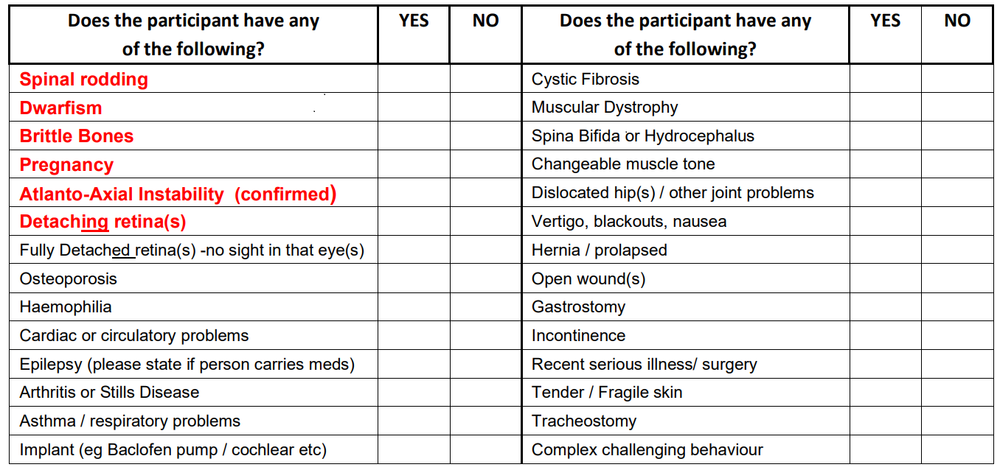 Does the participant have any
of the following?
YES
NO
Does the participant have any
of the following?
YES
NO
Spinal rodding
Cystic Fibrosis
Dwarfism
Muscular Dystrophy
Brittle Bones
Spina Bifida or Hydrocephalus
Pregnancy
Changeable muscle tone
Atlanto-Axial Instability  (confirmed)
Dislocated hip(s) / other joint problems
Detaching retina(s)
Vertigo, blackouts, nausea
Fully Detached retina(s) -no sight in that eye(s)
Hernia / prolapsed
Osteoporosis
Open wound(s)
Haemophilia
Gastrostomy
Cardiac or circulatory problems
Incontinence
Epilepsy (please state if person carries meds)
Recent serious illness/ surgery
Arthritis or Stills Disease
Tender / Fragile skin
Asthma / respiratory problems
Tracheostomy
Implant (eg Baclofen pump / cochlear etc)
Complex challenging behaviour